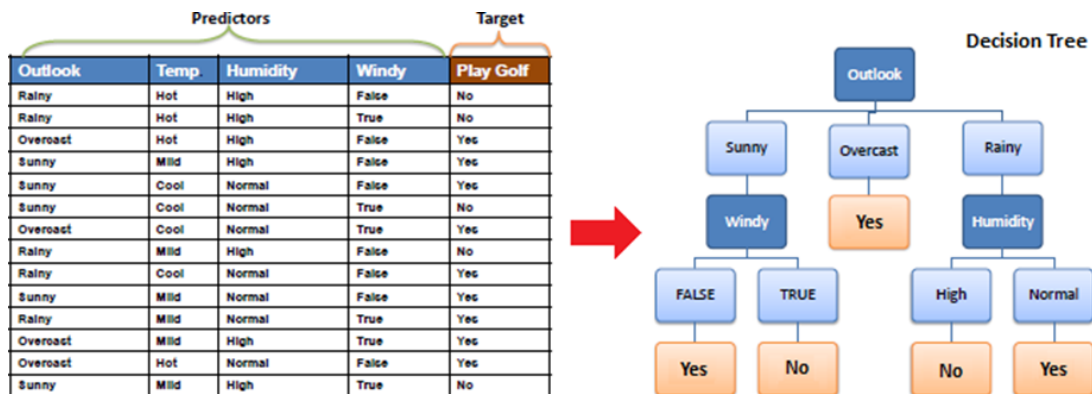 Predictors Target
Outlook Temp. Humidity Windy Play Golf
Rainy Hot High False No
Rainy Hot High True No
Overcast Hot High False Yes
Sunny Mild High False Yes
Sunny Cool Normal False Yes
Sunny Cool Normal True No
Overcast Cool Normal True Yes
Rainy Mild High False No
Rainy Cool Normal False Yes
Sunny Mild Normal False Yes
Rainy Mild Normal True Yes
Overcast Mild High True Yes
Overcast Hot Normal False Yes
Sunny Mild High True No
Decision Tree
Outlook
Sunny Overcast Rainy
Windy Yes Humidity
FALSE TRUE High Normal
Yes No No Yes